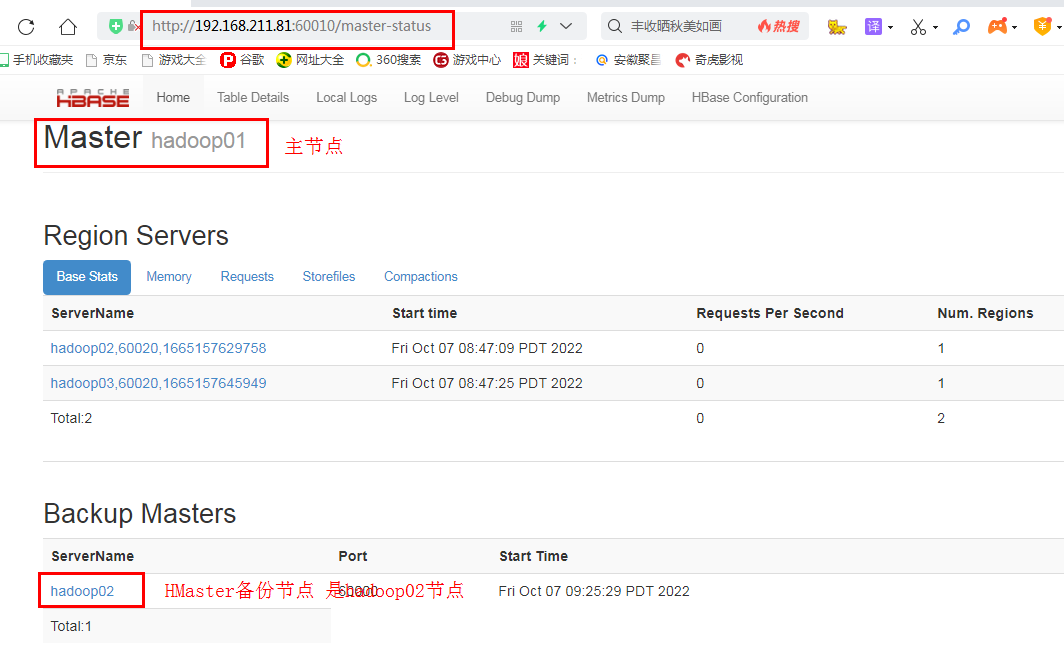 http://192.168.211.81:60010/master-status
丰收晒秋美如画 热搜
译
手机收藏夹 京东 游戏大全 谷歌 网址大全 360搜索 游戏中心 娘 关键词: 安徽聚昌 奇虎影视
APACHE HBASE Home Table Details Local Logs Log Level Debug Dump Metrics Dump HBase Configuration
Master hadoop01 主节点
Region Servers
Base Stats Memory Requests Storefiles Compactions
ServerName Start time Requests Per Second Num. Regions
hadoop02,60020,1665157629758 Fri Oct 07 08:47:09 PDT 2022 0 1
hadoop03,60020,1665157645949 Fri Oct 07 08:47:25 PDT 2022 0 1
Total:2 0 2
Backup Masters
ServerName Port Start Time
hadoop02 HMaster备份节点 是hadoop02节点 60000 Fri Oct 07 09:25:29 PDT 2022
Total:1